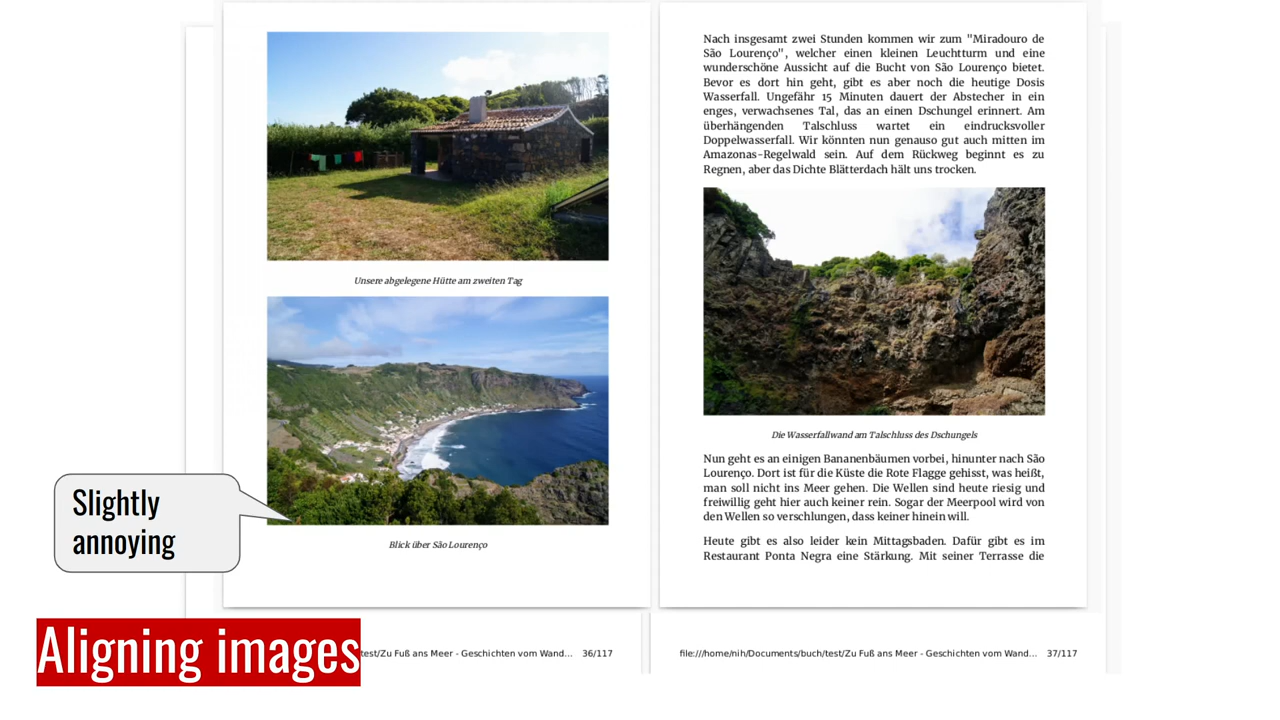 Unsere abgelegene Hütte am zweiten Tag
Blick über São Lourenço
Nach insgesamt zwei Stunden kommen wir zum "Miradouro de
São Lourenço", welcher einen kleinen Leuchtturm und eine
wunderschöne Aussicht auf die Bucht von São Lourenço bietet.
Bevor es dort hin geht, gibt es aber noch die heutige Dosis
Wasserfall. Ungefähr 15 Minuten dauert der Abstecher in ein
enges, verwachsenes Tal, das an einen Dschungel erinnert. Am
überhängenden Talschluss wartet ein eindrucksvoller
Doppelwasserfall. Wir könnten nun genauso gut auch mitten im
Amazonas-Regelwald sein. Auf dem Rückweg beginnt es zu
Regnen, aber das Dichte Blätterdach hält uns trocken.
Die Wasserfallwand am Talschluss des Dschungels
Nun geht es an einigen Bananenbäumen vorbei, hinunter nach São
Lourenço. Dort ist für die Küste die Rote Flagge gehisst, was heißt,
man soll nicht ins Meer gehen. Die Wellen sind heute riesig und
freiwillig geht hier auch keiner rein. Sogar der Meerpool wird von
den Wellen so verschlungen, dass keiner hinein will.
Heute gibt es also leider kein Mittagsbaden. Dafür gibt es im
Restaurant Ponta Negra eine Stärkung. Mit seiner Terrasse die
Slightly
annoying
Aligning images
test/Zu Fuß ans Meer - Geschichten vom Wand... 36/117
file:///home/nih/Documents/buch/test/Zu Fuß ans Meer - Geschichten vom Wand... 37/117